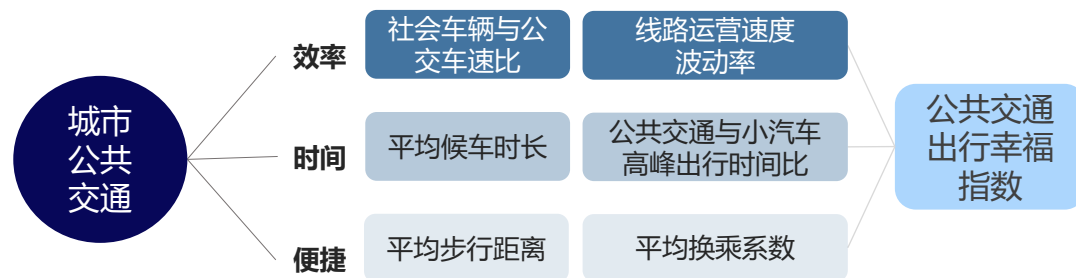 城市
公共
交通
效率
社会车辆与公
交车速比
线路运营速度
波动率
时间
平均候车时长
公共交通与小汽车
高峰出行时间比
便捷
平均步行距离
平均换乘系数
公共交通
出行幸福
指数